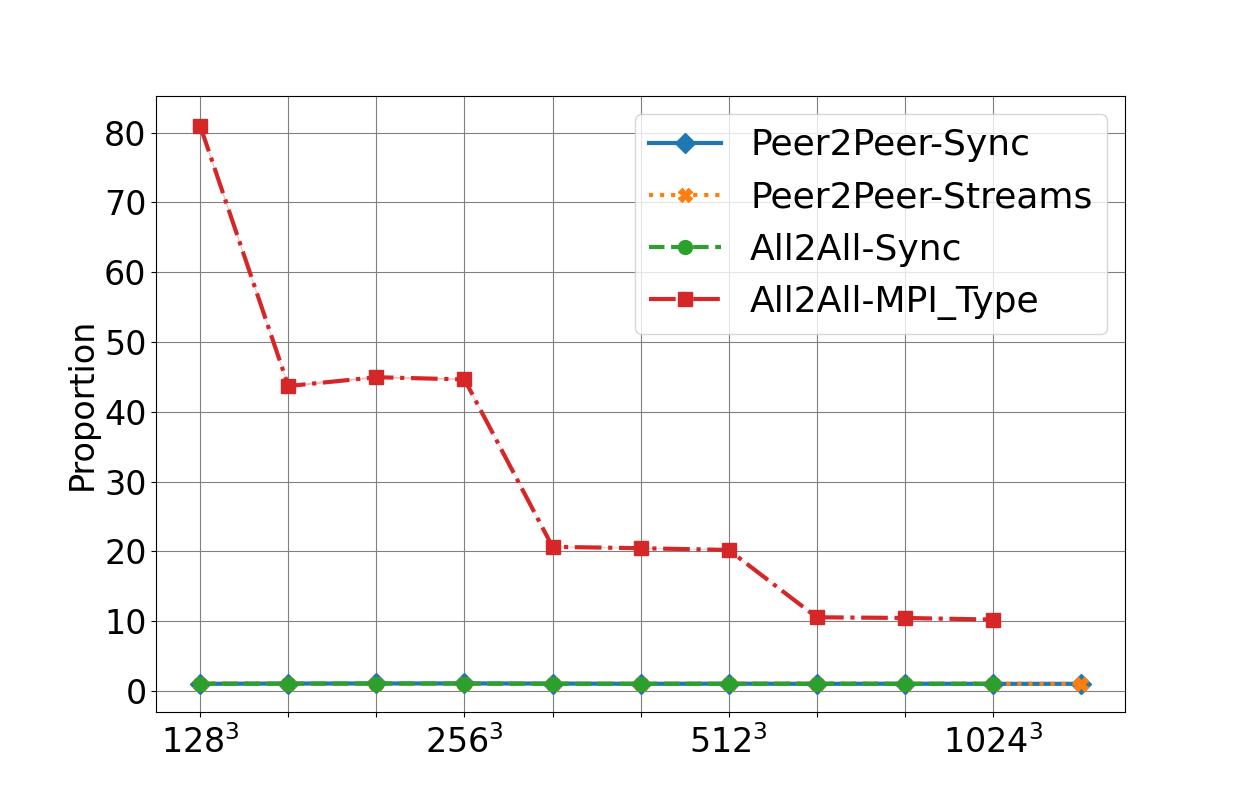 Proportion
80
70
60
50
40
30
20
10
0
128³
256³
512³
1024³
Peer2Peer-Sync
Peer2Peer-Streams
All2All-Sync
All2All-MPI_Type